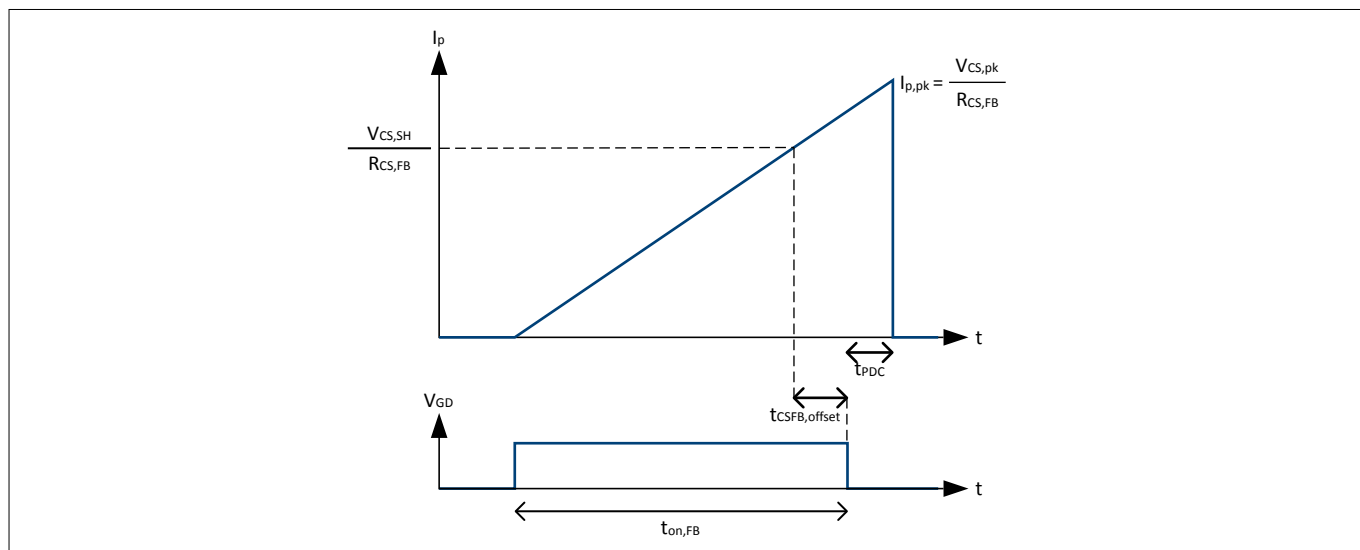 Ip
Ip,pk = VCS,pk
RCS,FB
VCS,SH
RCS,FB
t
tPDC
tCSFB,offset
VGD
t
ton,FB